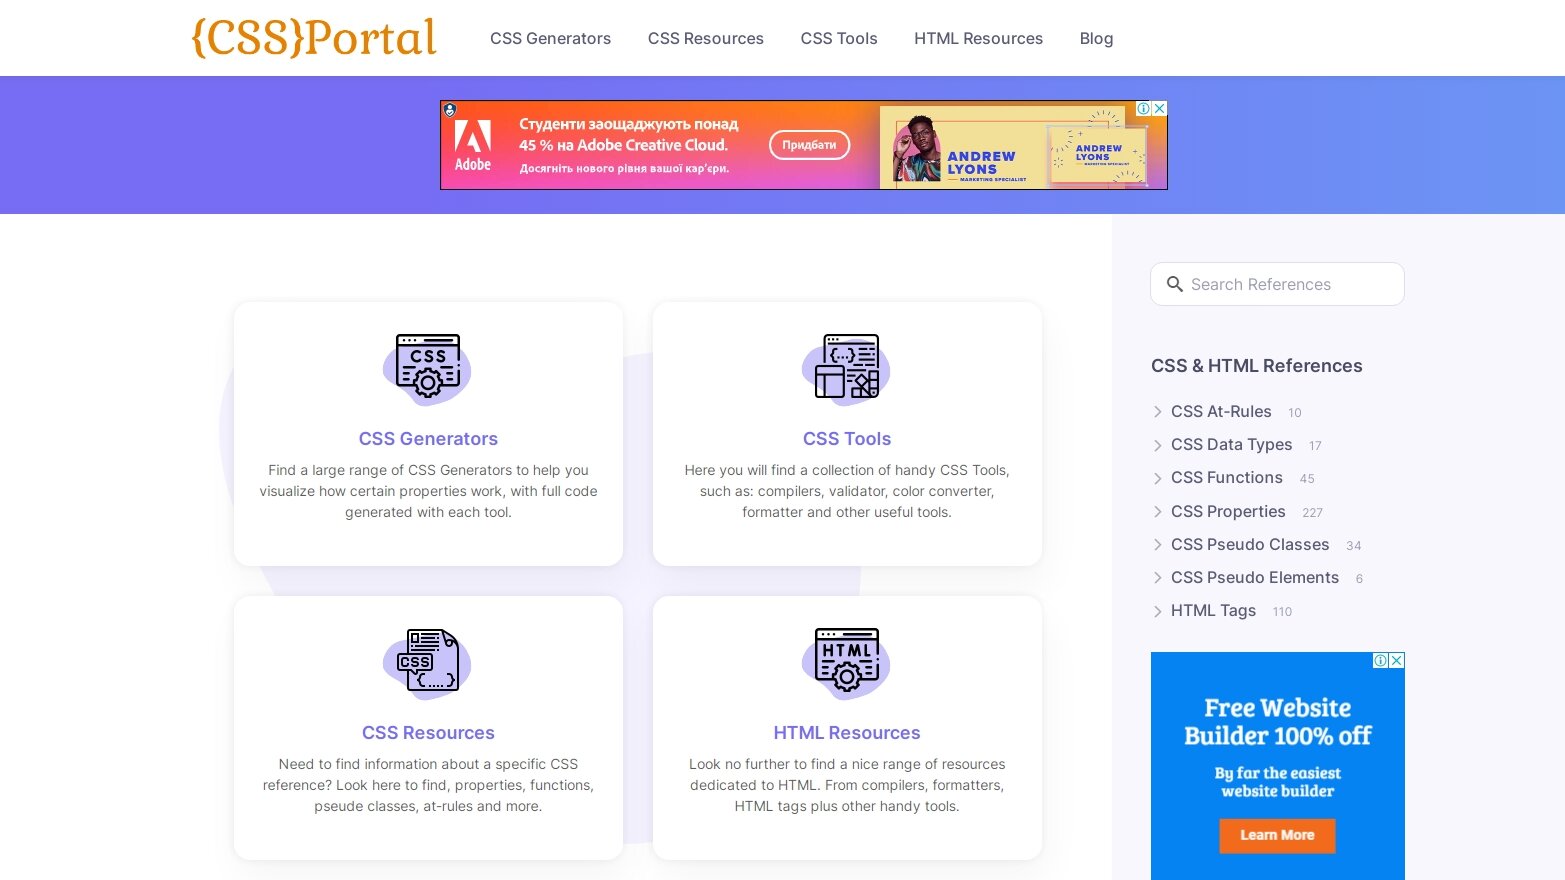 {CSS}Portal
CSS Generators
CSS Resources
CSS Tools
HTML Resources
Blog
Adobe
Студенти заощаджують понад
45 % на Adobe Creative Cloud.
Досягніть нового рівня вашої кар’єри.
Придбати
ANDREW
LYONS
MARKETING SPECIALIST
ANDREW
LYONS
MARKETING SPECIALIST
CSS
CSS Generators
Find a large range of CSS Generators to help you
visualize how certain properties work, with full code
generated with each tool.
{...}
CSS Tools
Here you will find a collection of handy CSS Tools,
such as: compilers, validator, color converter,
formatter and other useful tools.
CSS
{....}
CSS Resources
Need to find information about a specific CSS
reference? Look here to find, properties, functions,
pseude classes, at-rules and more.
HTML
HTML Resources
Look no further to find a nice range of resources
dedicated to HTML. From compilers, formatters,
HTML tags plus other handy tools.
Search References
CSS & HTML References
CSS At-Rules 10
CSS Data Types 17
CSS Functions 45
CSS Properties 227
CSS Pseudo Classes 34
CSS Pseudo Elements 6
HTML Tags 110
Free Website
Builder 100% off
By far the easiest
website builder
Learn More